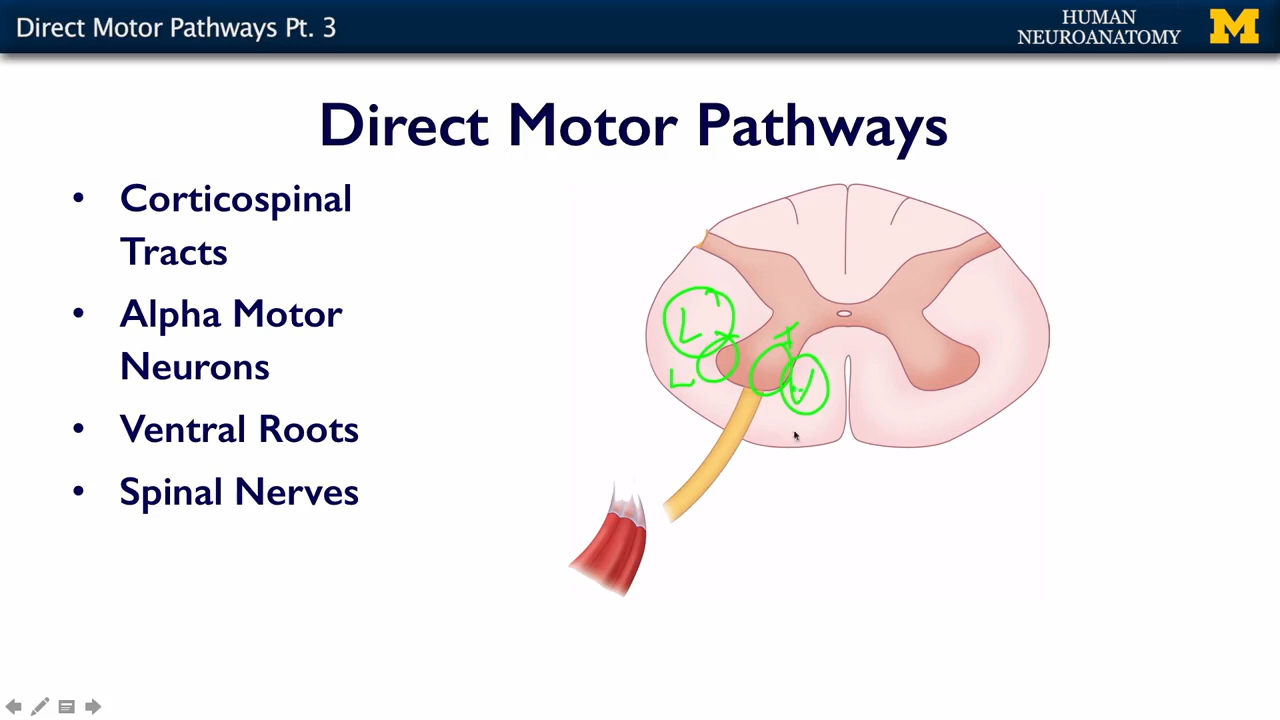 Direct Motor Pathways Pt. 3
HUMAN
NEUROANATOMY
M
Direct Motor Pathways
• Corticospinal
Tracts
• Alpha Motor
Neurons
• Ventral Roots
• Spinal Nerves
L
T
L
V